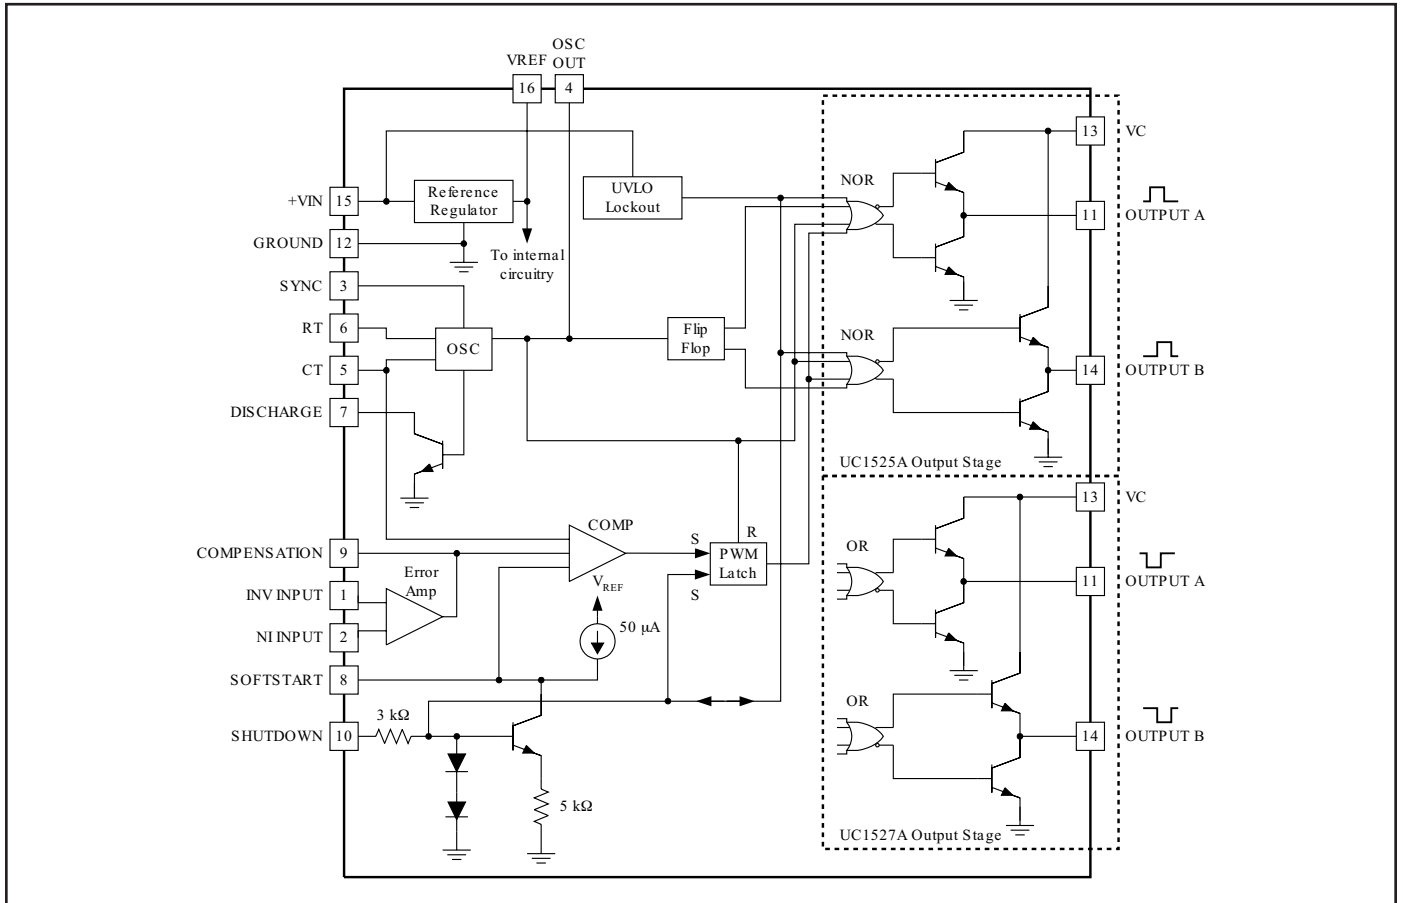 OSC
VREF OUT
16 4
13 VC
NOR
+VIN 15 Reference
Regulator
UVLO
Lockout
11 OUTPUT A
GROUND 12
To internal
circuitry
SYNC 3
RT 6
OSC
Flip
Flop
NOR
CT 5
14 OUTPUT B
DISCHARGE 7
UC1525A Output Stage
13 VC
COMP
S R
OR
COMPENSATION 9
PWM
Latch
Error
Amp
VREF
S
11 OUTPUT A
INV INPUT 1
NI INPUT 2
50 µA
SOFTSTART 8
OR
3 kΩ
SHUTDOWN 10
14 OUTPUT B
5 kΩ
UC1527A Output Stage